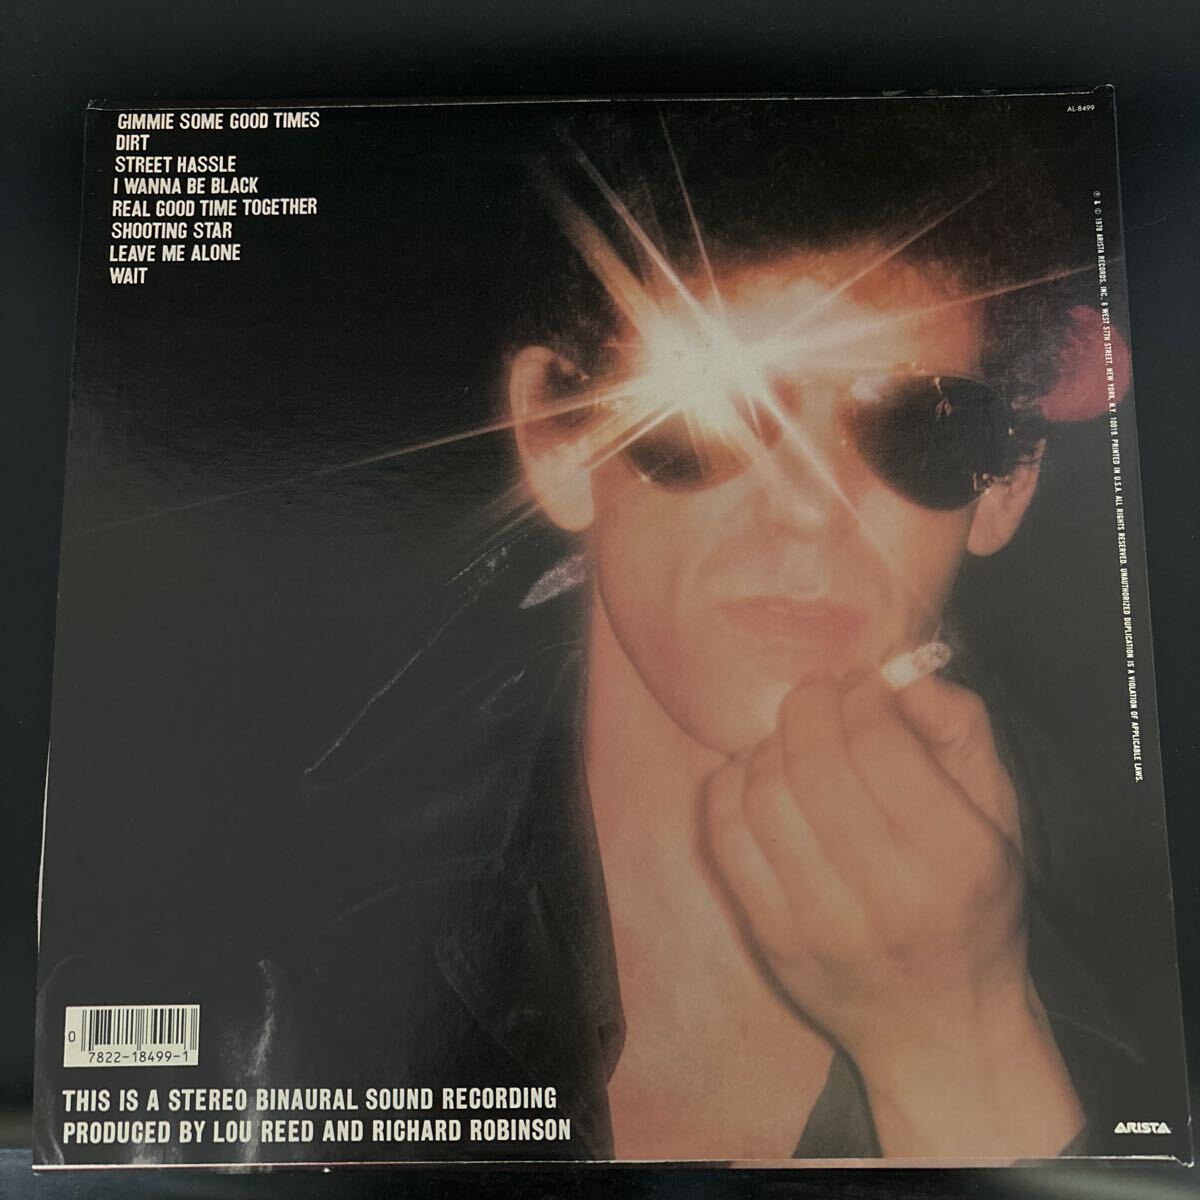 GIMMIE SOME GOOD TIMES
DIRT
STREET HASSLE
I WANNA BE BLACK
REAL GOOD TIME TOGETHER
SHOOTING STAR
LEAVE ME ALONE
WAIT
AL-8499
℗ & © 1978 ARISTA RECORDS, INC., 6 WEST 57TH STREET, NEW YORK, N.Y. 10019. PRINTED IN U.S.A. ALL RIGHTS RESERVED. UNAUTHORIZED DUPLICATION IS A VIOLATION OF APPLICABLE LAWS.
0
7822-18499-1
THIS IS A STEREO BINAURAL SOUND RECORDING
PRODUCED BY LOU REED AND RICHARD ROBINSON
ARISTA